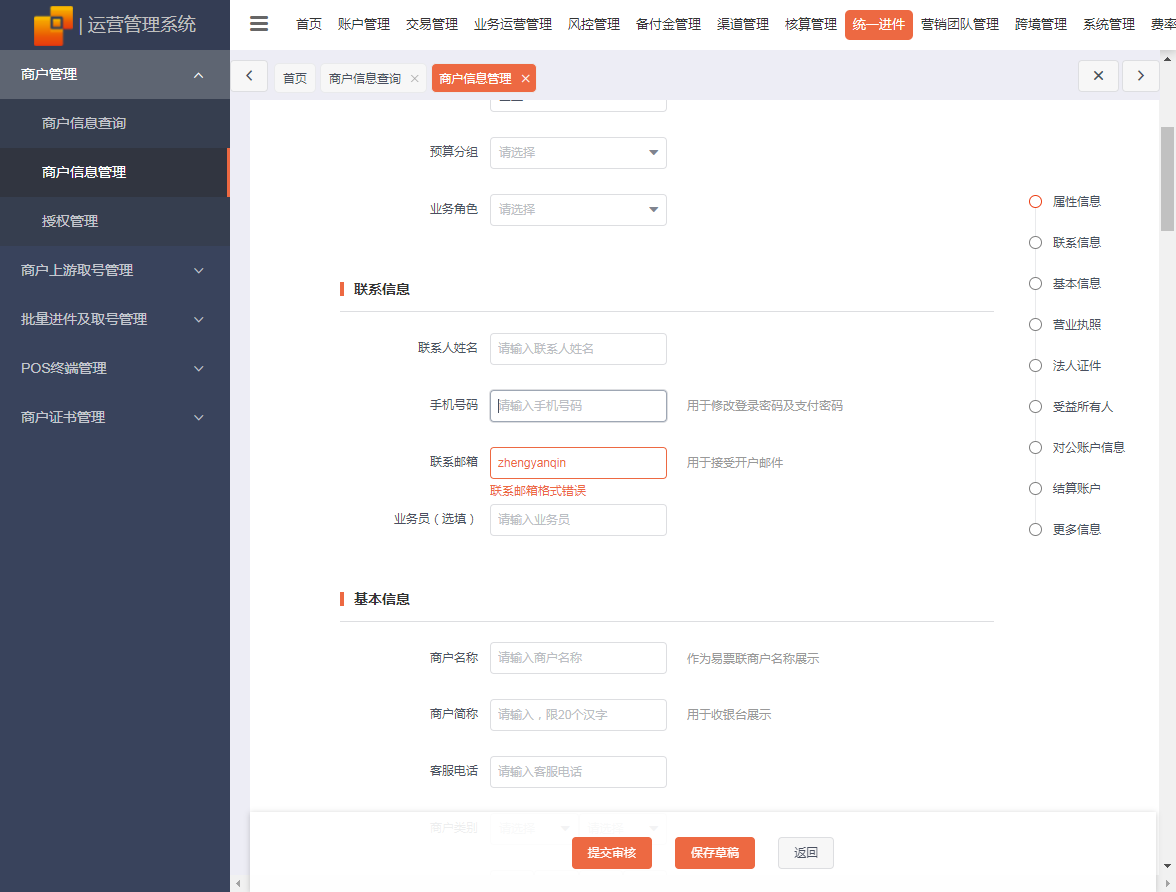 | 运营管理系统
首页 账户管理 交易管理 业务运营管理 风控管理 备付金管理 渠道管理 核算管理 统一进件 营销团队管理 跨境管理 系统管理 费率
商户管理
商户信息查询
商户信息管理
授权管理
商户上游取号管理
批量进件及取号管理
POS终端管理
商户证书管理
首页 商户信息查询 × 商户信息管理 ×
预算分组 请选择
业务角色 请选择
联系信息
联系人姓名 请输入联系人姓名
手机号码 请输入手机号码 用于修改登录密码及支付密码
联系邮箱 zhengyanqin 用于接受开户邮件
联系邮箱格式错误
业务员（选填） 请输入业务员
基本信息
商户名称 请输入商户名称 作为易票联商户名称展示
商户简称 请输入，限20个汉字 用于收银台展示
客服电话 请输入客服电话
商户类别 请选择 请选择
提交审核 保存草稿 返回
属性信息
联系信息
基本信息
营业执照
法人证件
受益所有人
对公账户信息
结算账户
更多信息